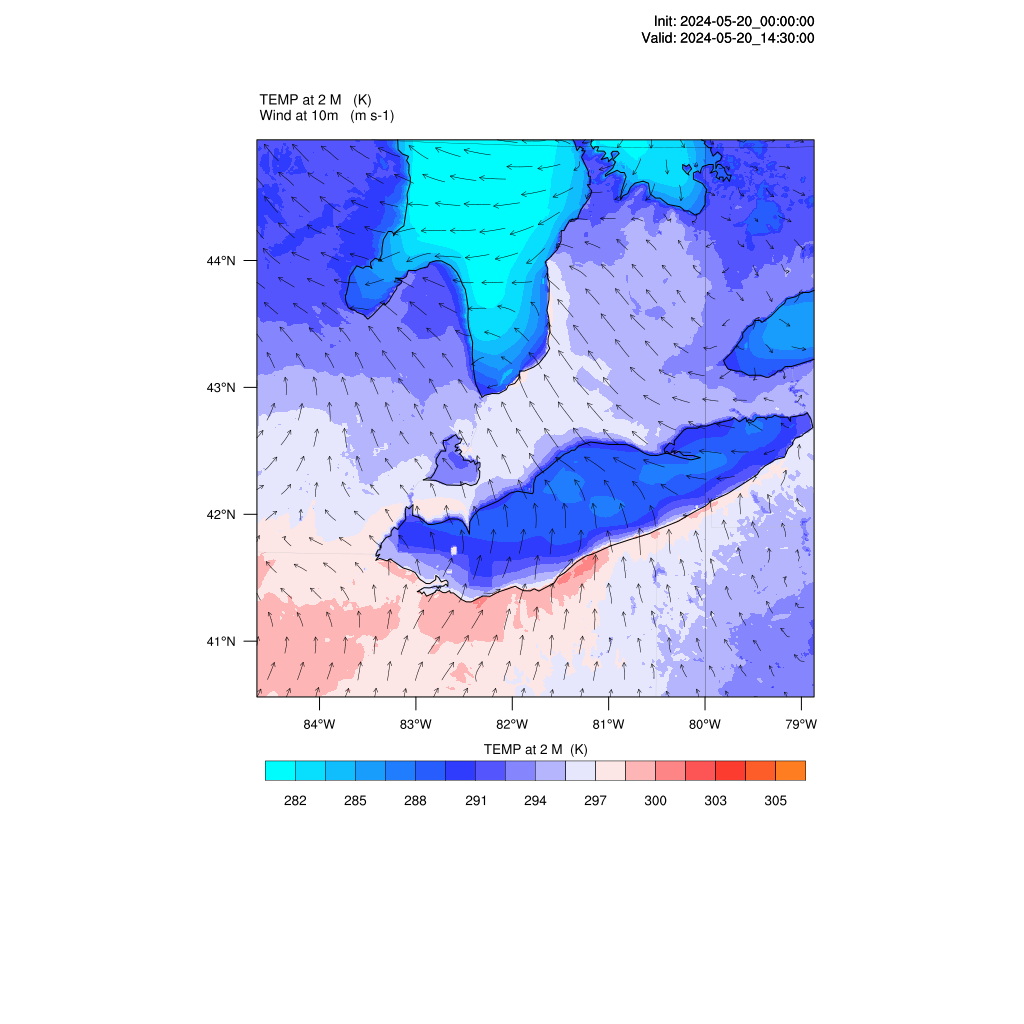 Init: 2024-05-20_00:00:00
Valid: 2024-05-20_14:30:00
TEMP at 2 M (K)
Wind at 10m (m s-1)
44°N
43°N
42°N
41°N
84°W 83°W 82°W 81°W 80°W 79°W
TEMP at 2 M (K)
282 285 288 291 294 297 300 303 305